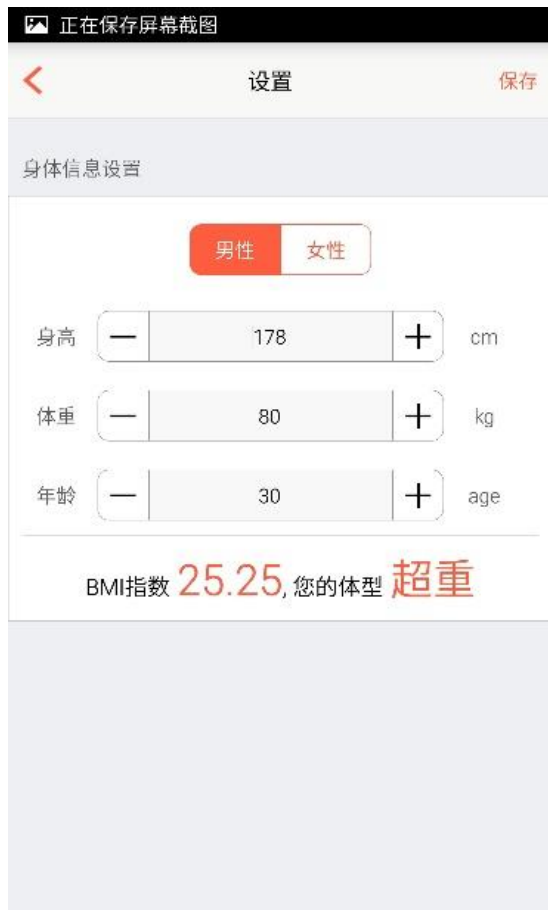 正在保存屏幕截图
设置 保存
身体信息设置
男性 女性
身高 — 178 + cm
体重 — 80 + kg
年龄 — 30 + age
BMI指数 25.25, 您的体型 超重